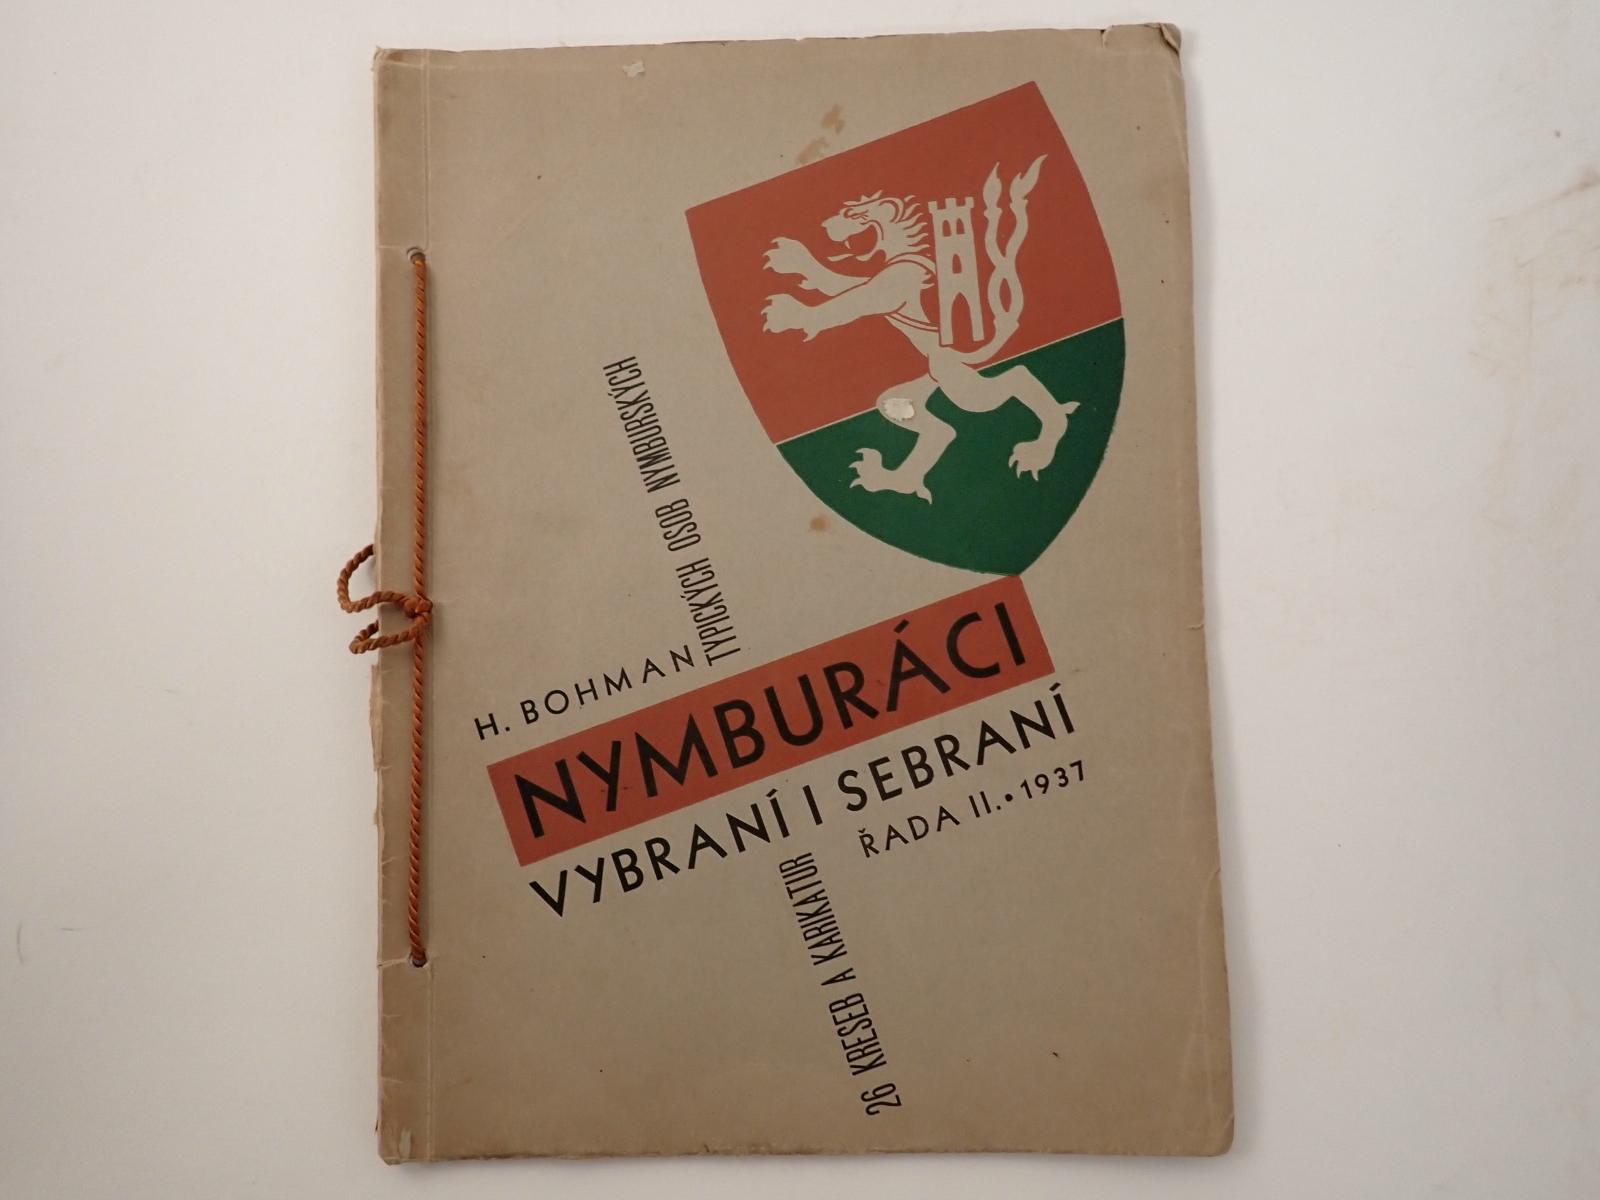 H. BOHMAN
NYMBURÁCI
VYBRANÍ I SEBRANÍ
ŘADA II. • 1937
26 KRESEB A KARIKATUR
TYPICKÝCH OSOB NYMBURSKÝCH